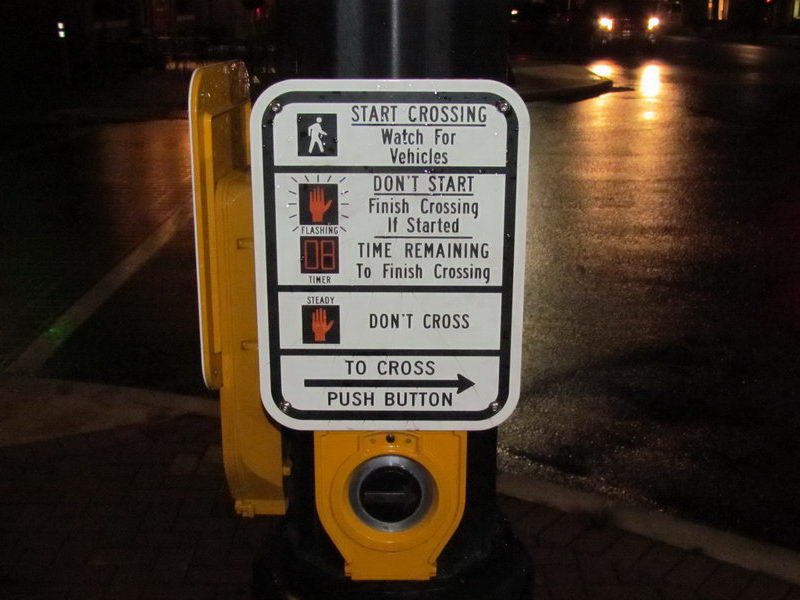 START CROSSING
Watch For
Vehicles
DON'T START
Finish Crossing
If Started
FLASHING
08
TIME REMAINING
To Finish Crossing
TIMER
STEADY
DON'T CROSS
TO CROSS
PUSH BUTTON